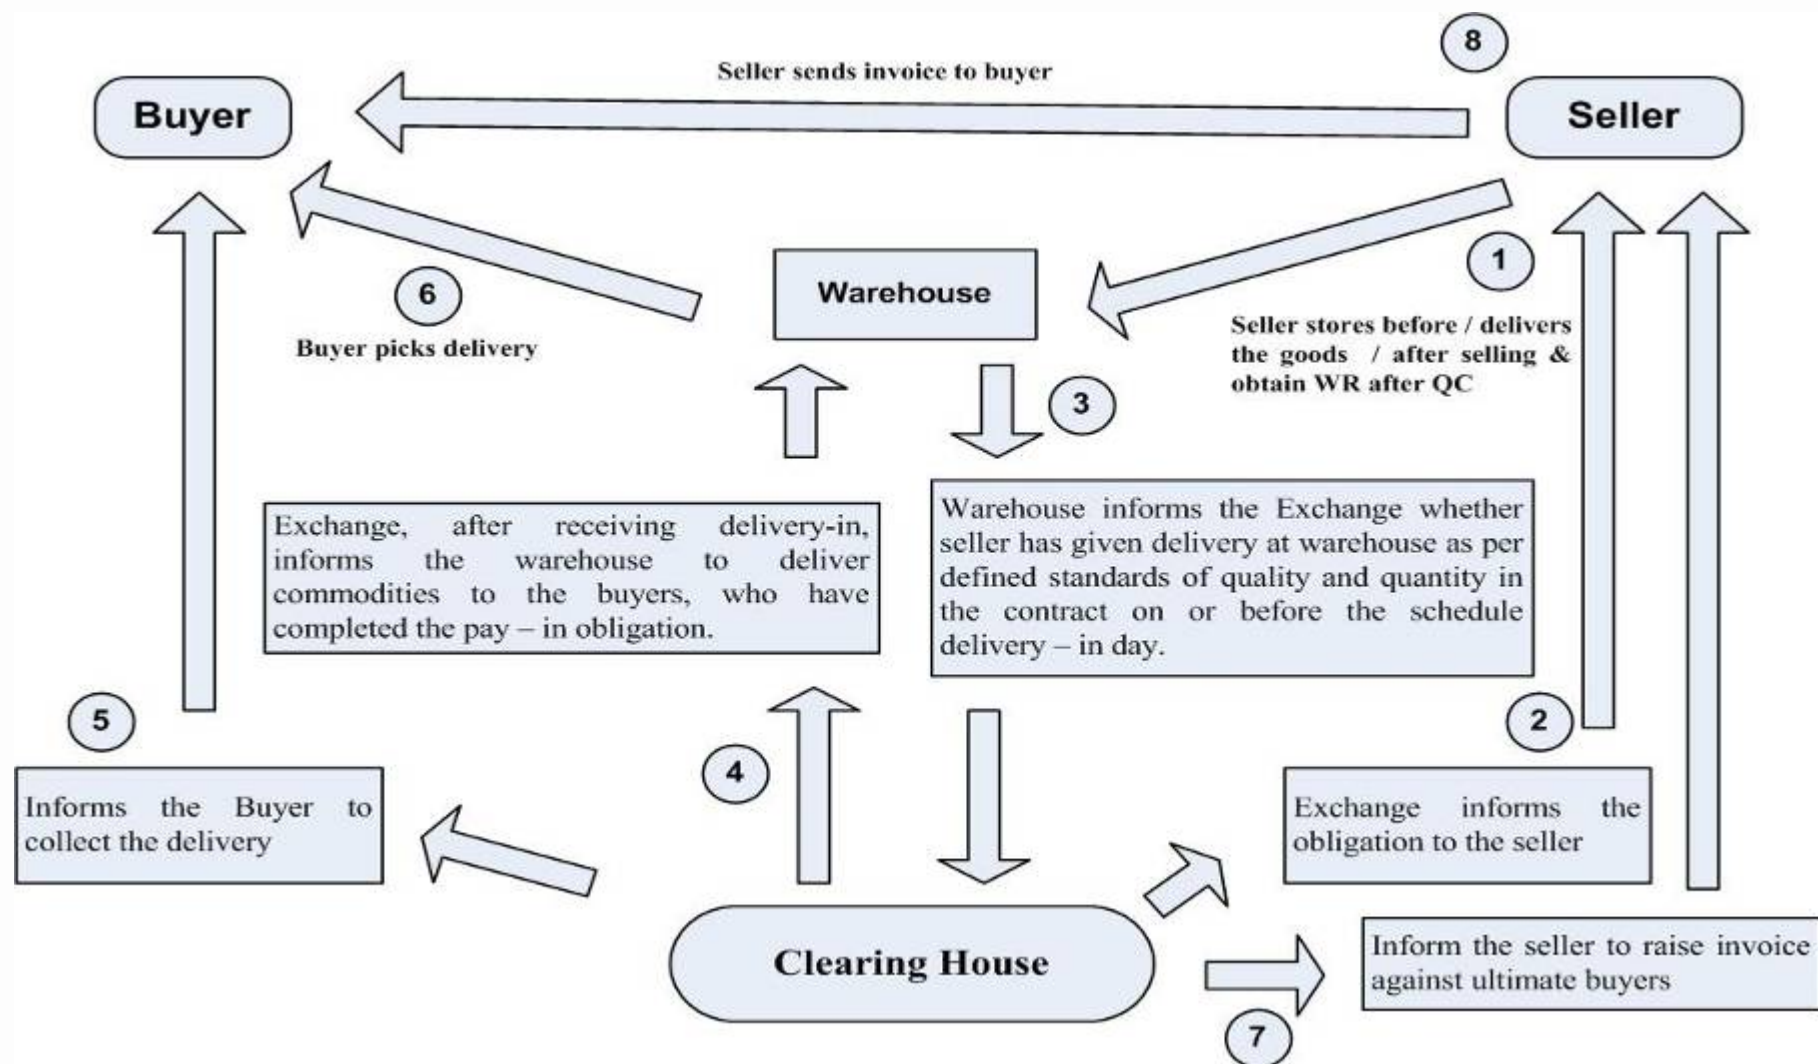 8
Seller sends invoice to buyer
Buyer
Seller
1
6
Warehouse
Buyer picks delivery
Seller stores before / delivers
the goods / after selling &
obtain WR after QC
3
Exchange, after receiving delivery-in,
informs the warehouse to deliver
commodities to the buyers, who have
completed the pay – in obligation.
Warehouse informs the Exchange whether
seller has given delivery at warehouse as per
defined standards of quality and quantity in
the contract on or before the schedule
delivery – in day.
5
4
2
Informs the Buyer to
collect the delivery
Exchange informs the
obligation to the seller
Clearing House
Inform the seller to raise invoice
against ultimate buyers
7